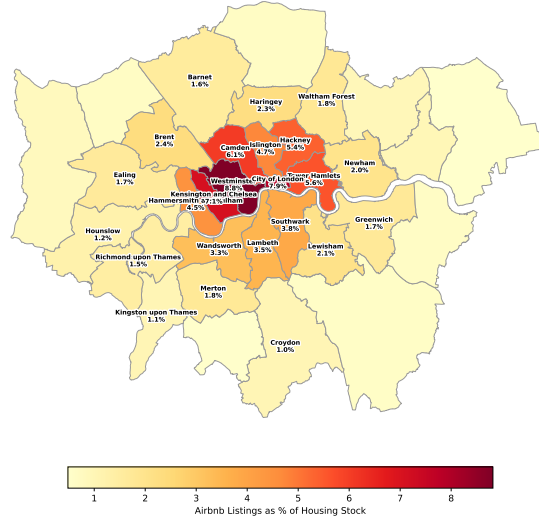 Barnet
1.6%
Haringey
2.3%
Waltham Forest
1.8%
Brent
2.4%
Camden
6.1%
Islington
4.7%
Hackney
5.4%
Ealing
1.7%
Westminst
8.8%
City of London
7.9%
Tower Hamlets
5.6%
Newham
2.0%
Kensington and Chelsea
7.1%
Hammersmith
4.5%
Hounslow
1.2%
Richmond upon Thames
1.5%
Wandsworth
3.3%
Lambeth
3.5%
Southwark
3.8%
Lewisham
2.1%
Greenwich
1.7%
Merton
1.8%
Kingston upon Thames
1.1%
Croydon
1.0%
1 2 3 4 5 6 7 8
Airbnb Listings as % of Housing Stock